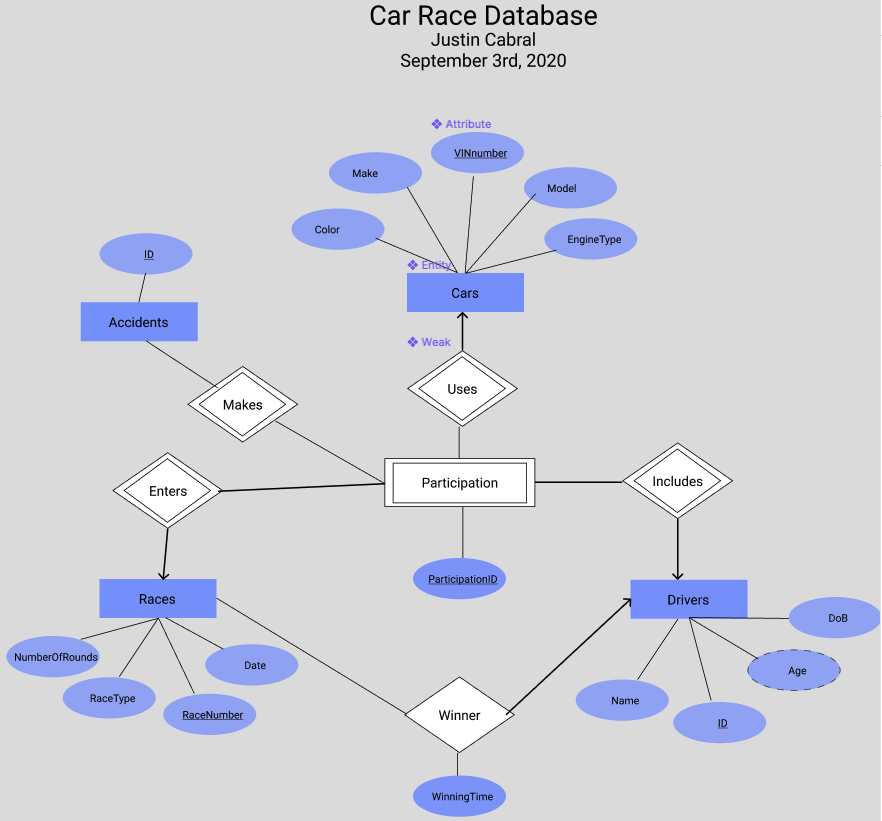 Car Race Database
Justin Cabral
September 3rd, 2020
❖ Attribute
VINnumber
Make
Model
Color
EngineType
ID
❖ Entity
Cars
Accidents
❖ Weak
Uses
Makes
Participation
Includes
Enters
ParticipationID
Races
Drivers
DoB
NumberOfRounds
Date
Age
RaceType
Name
RaceNumber
Winner
ID
WinningTime